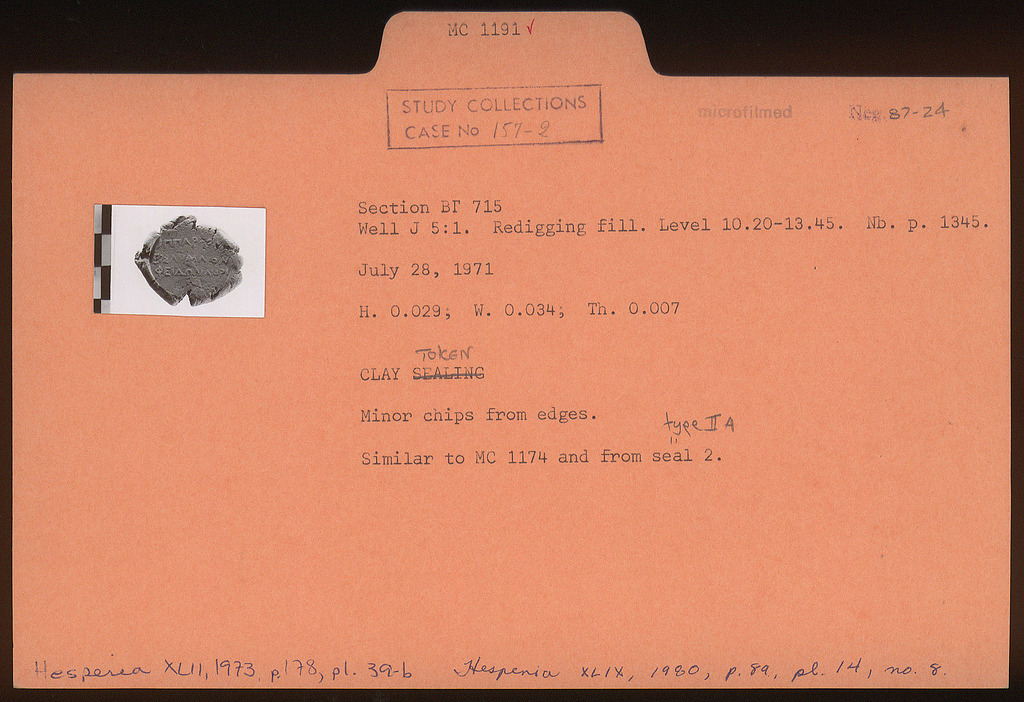 MC 1191 ✓
STUDY COLLECTIONS
CASE No 157-2
microfilmed
Neg. 87-24
Section ΒΓ 715
Well J 5:1. Redigging fill. Level 10.20-13.45. Nb. p. 1345.
July 28, 1971
H. 0.029; W. 0.034; Th. 0.007
TOKEN
CLAY SEALING
Minor chips from edges.
type II A
Similar to MC 1174 and from seal 2.
Hesperia XLII, 1973, p178, pl. 39-b
Hesperia XLIX, 1980, p. 89, pl. 14, no. 8.